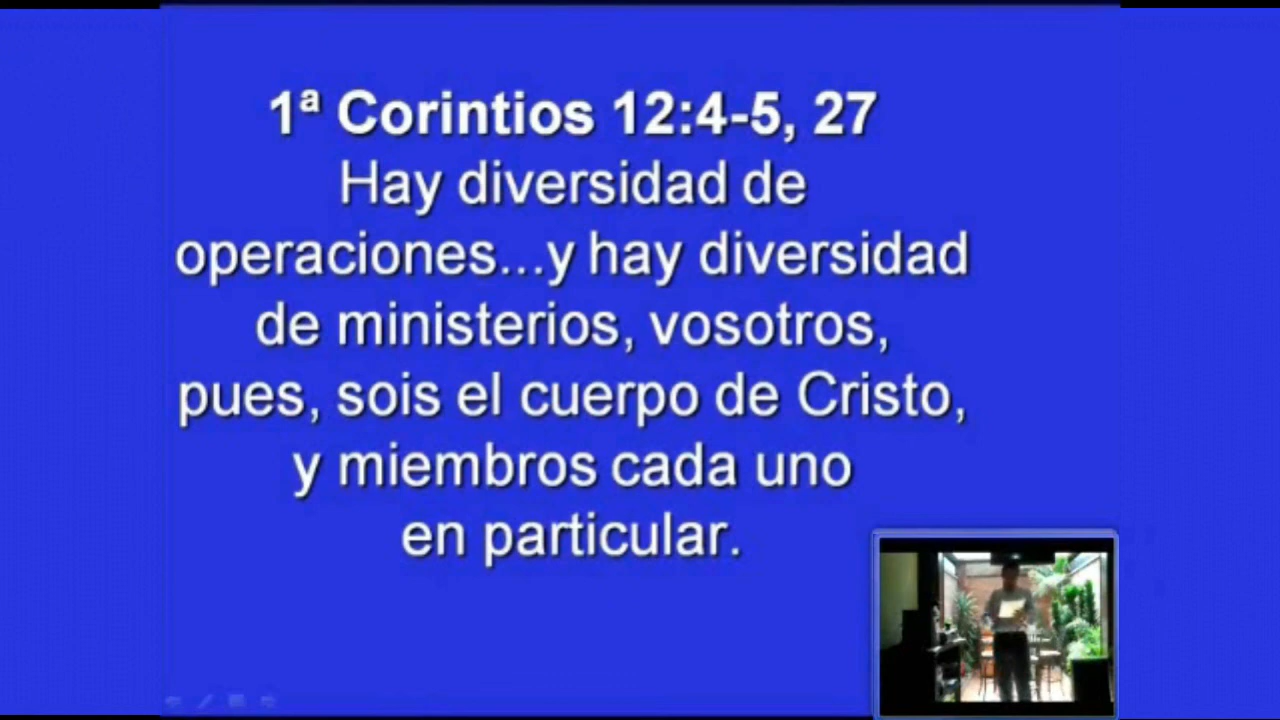 1ª Corintios 12:4-5, 27
Hay diversidad de
operaciones...y hay diversidad
de ministerios, vosotros,
pues, sois el cuerpo de Cristo,
y miembros cada uno
en particular.